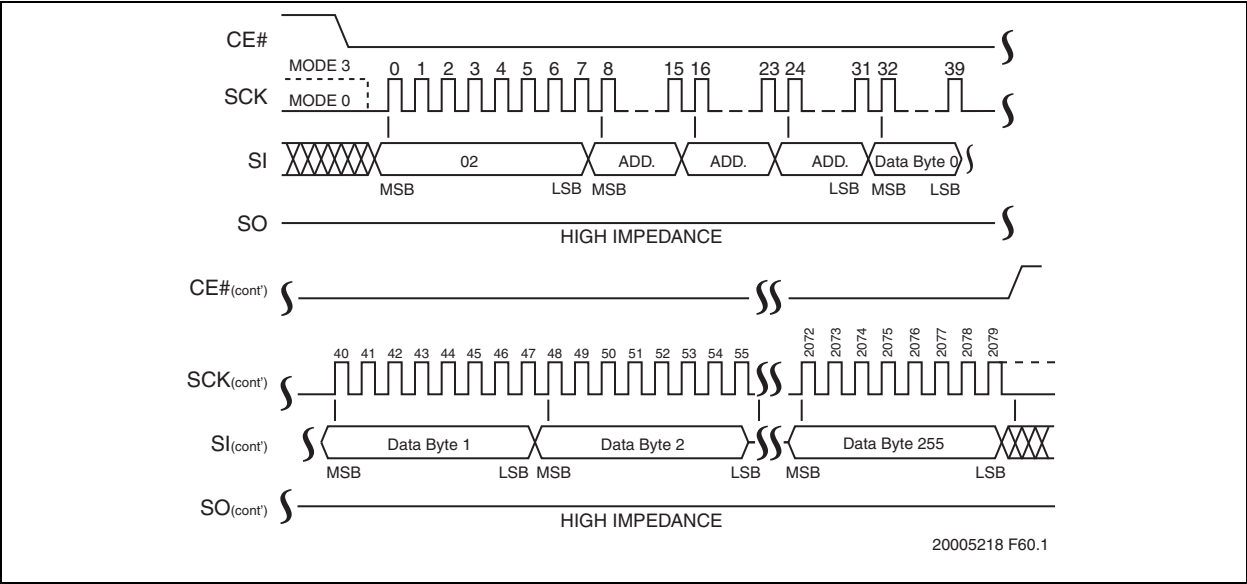 CE#
MODE 3
0 1 2 3 4 5 6 7 8 15 16 23 24 31 32 39
SCK
MODE 0
SI 02 ADD. ADD. ADD. Data Byte 0
MSB LSB MSB LSB MSB LSB
SO
HIGH IMPEDANCE
CE#(cont')
40 41 42 43 44 45 46 47 48 49 50 51 52 53 54 55 2072 2073 2074 2075 2076 2077 2078 2079
SCK(cont')
SI(cont') Data Byte 1 Data Byte 2 Data Byte 255
MSB LSB MSB LSB MSB LSB
SO(cont')
HIGH IMPEDANCE
20005218 F60.1